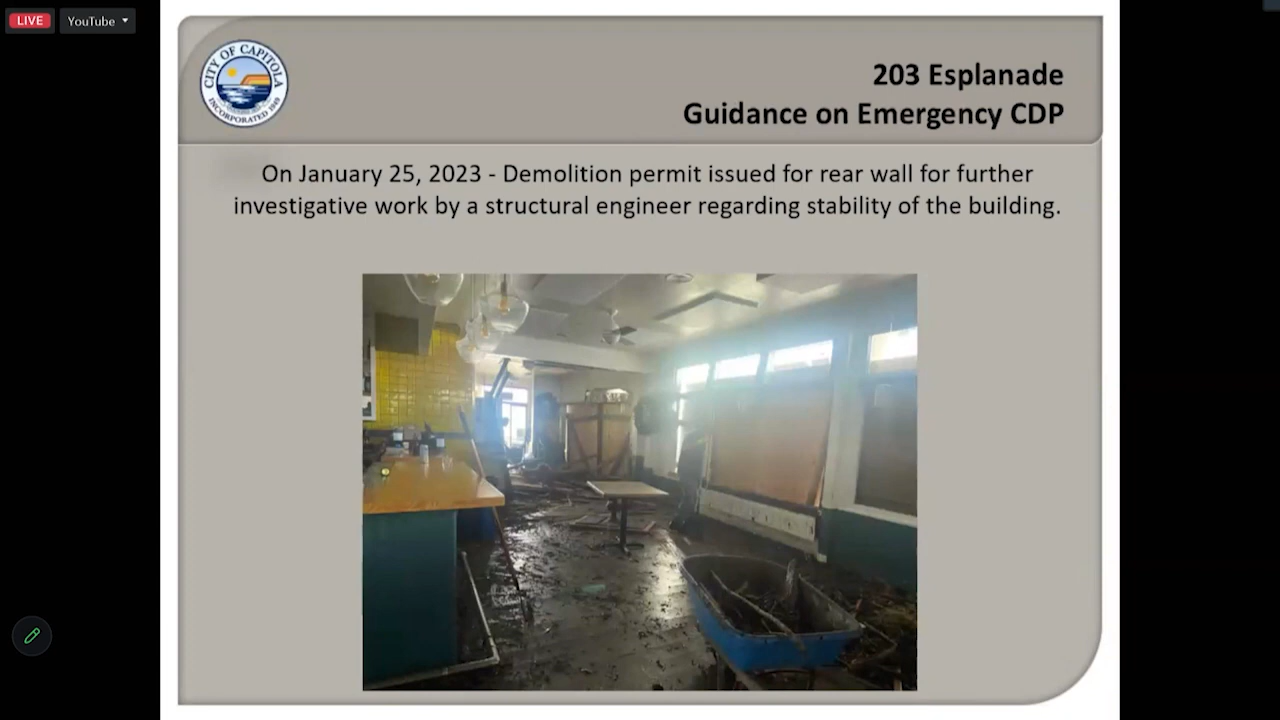 LIVE
YouTube
CITY OF CAPITOLA
INCORPORATED 1949
203 Esplanade
Guidance on Emergency CDP
On January 25, 2023 - Demolition permit issued for rear wall for further
investigative work by a structural engineer regarding stability of the building.